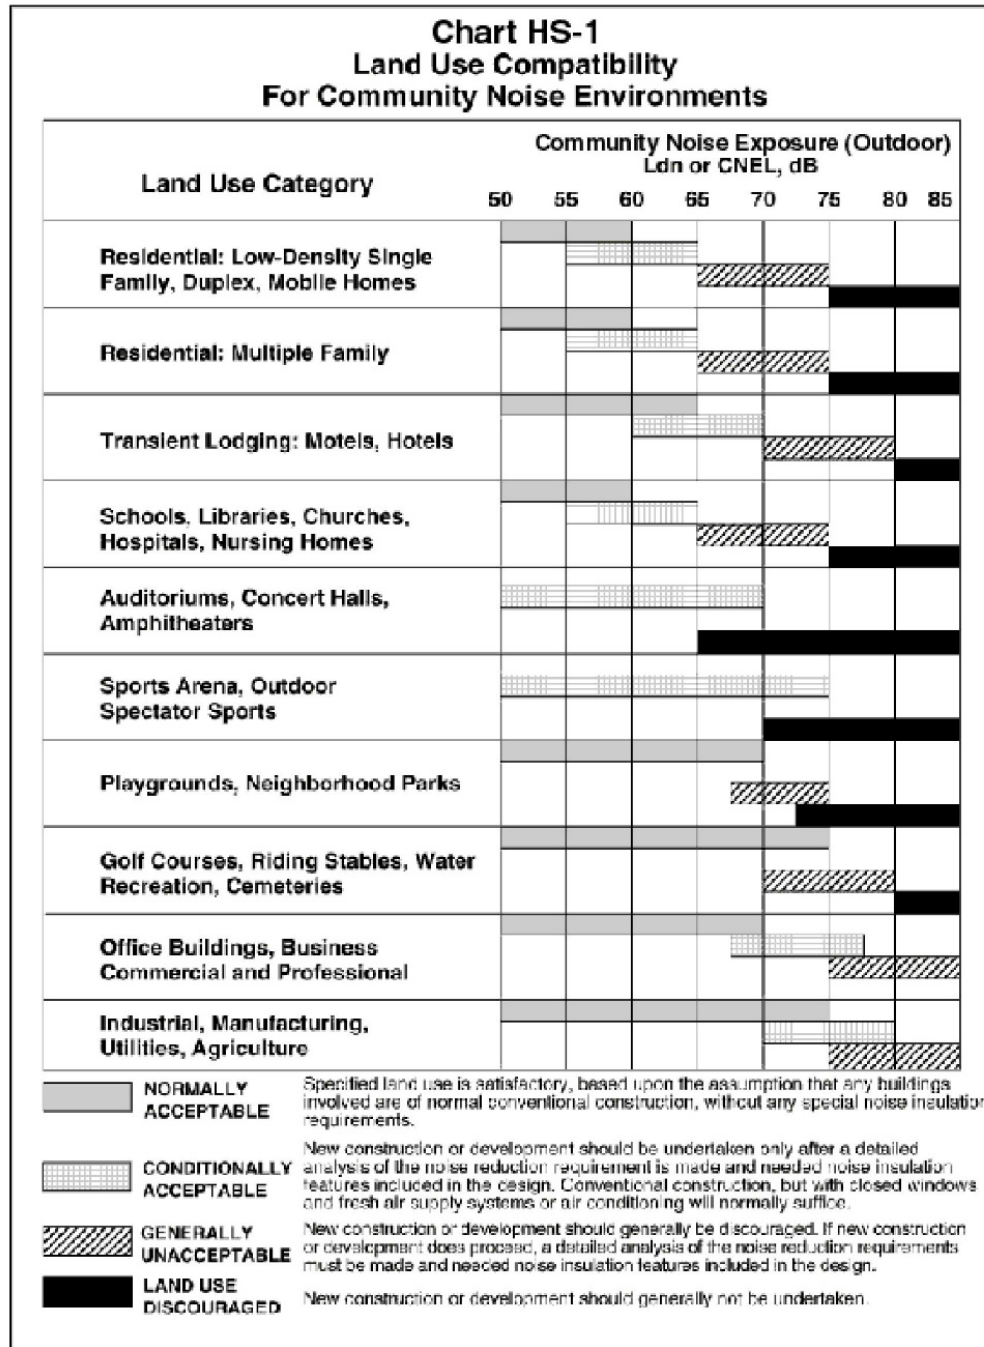 Chart HS-1
Land Use Compatibility
For Community Noise Environments
Land Use Category
Community Noise Exposure (Outdoor)
Ldn or CNEL, dB
50 55 60 65 70 75 80 85
Residential: Low-Density Single
Family, Duplex, Mobile Homes
Residential: Multiple Family
Transient Lodging: Motels, Hotels
Schools, Libraries, Churches,
Hospitals, Nursing Homes
Auditoriums, Concert Halls,
Amphitheaters
Sports Arena, Outdoor
Spectator Sports
Playgrounds, Neighborhood Parks
Golf Courses, Riding Stables, Water
Recreation, Cemeteries
Office Buildings, Business
Commercial and Professional
Industrial, Manufacturing,
Utilities, Agriculture
NORMALLY
ACCEPTABLE
Specified land use is satisfactory, based upon the assumption that any buildings
involved are of normal conventional construction, without any special noise insulation
requirements.
CONDITIONALLY
ACCEPTABLE
New construction or development should be undertaken only after a detailed
analysis of the noise reduction requirement is made and needed noise insulation
features included in the design. Conventional construction, but with closed windows
and fresh air supply systems or air conditioning will normally suffice.
GENERALLY
UNACCEPTABLE
New construction or development should generally be discouraged. If new construction
or development does proceed, a detailed analysis of the noise reduction requirements
must be made and needed noise insulation features included in the design.
LAND USE
DISCOURAGED
New construction or development should generally not be undertaken.